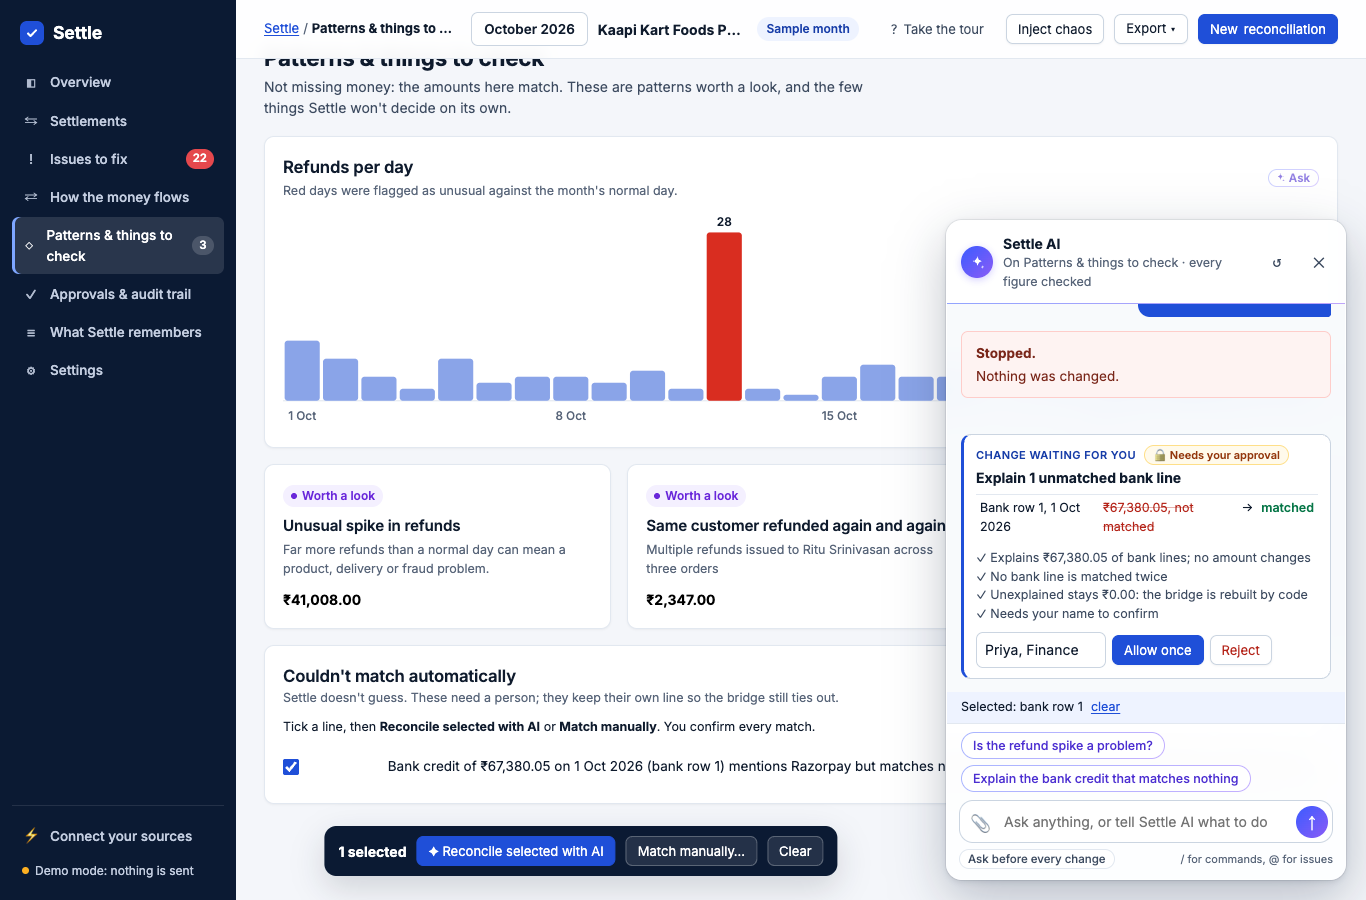 Settle
Overview
Settlements
! Issues to fix 22
How the money flows
Patterns & things to
check
3
Approvals & audit trail
What Settle remembers
Settings
Connect your sources
Demo mode: nothing is sent
Settle / Patterns & things to ...
October 2026
Kaapi Kart Foods P...
Sample month
? Take the tour
Inject chaos
Export
New reconciliation
Patterns & things to check
Not missing money: the amounts here match. These are patterns worth a look, and the few
things Settle won't decide on its own.
Refunds per day
Red days were flagged as unusual against the month's normal day.
Ask
28
1 Oct
8 Oct
15 Oct
Worth a look
Unusual spike in refunds
Far more refunds than a normal day can mean a
product, delivery or fraud problem.
₹41,008.00
Worth a look
Same customer refunded again and again
Multiple refunds issued to Ritu Srinivasan across
three orders
₹2,347.00
Couldn't match automatically
Settle doesn't guess. These need a person; they keep their own line so the bridge still ties out.
Tick a line, then Reconcile selected with AI or Match manually. You confirm every match.
Bank credit of ₹67,380.05 on 1 Oct 2026 (bank row 1) mentions Razorpay but matches n
1 selected
Reconcile selected with AI
Match manually...
Clear
Settle AI
On Patterns & things to check · every
figure checked
Stopped.
Nothing was changed.
CHANGE WAITING FOR YOU
Needs your approval
Explain 1 unmatched bank line
Bank row 1, 1 Oct
2026
₹67,380.05, not
matched
→ matched
✓ Explains ₹67,380.05 of bank lines; no amount changes
✓ No bank line is matched twice
✓ Unexplained stays ₹0.00: the bridge is rebuilt by code
✓ Needs your name to confirm
Priya, Finance
Allow once
Reject
Selected: bank row 1 clear
Is the refund spike a problem?
Explain the bank credit that matches nothing
Ask anything, or tell Settle AI what to do
Ask before every change
/ for commands, @ for issues